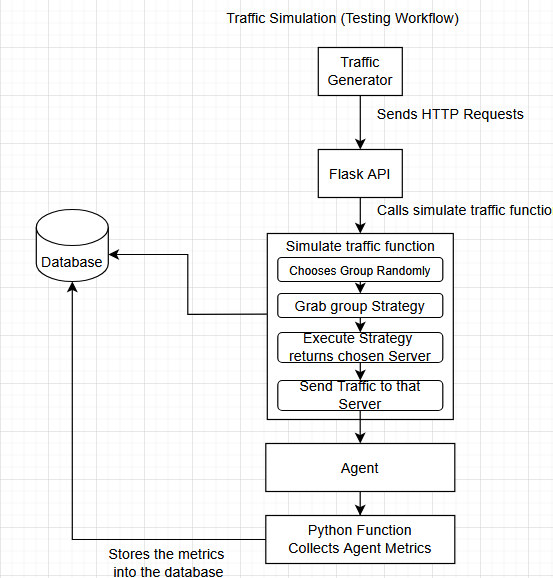 Traffic Simulation (Testing Workflow)
Traffic
Generator
Sends HTTP Requests
Flask API
Calls simulate traffic functio
Simulate traffic function
Chooses Group Randomly
Database
Grab group Strategy
Execute Strategy
returns chosen Server
Send Traffic to that
Server
Agent
Python Function
Collects Agent Metrics
Stores the metrics
into the database